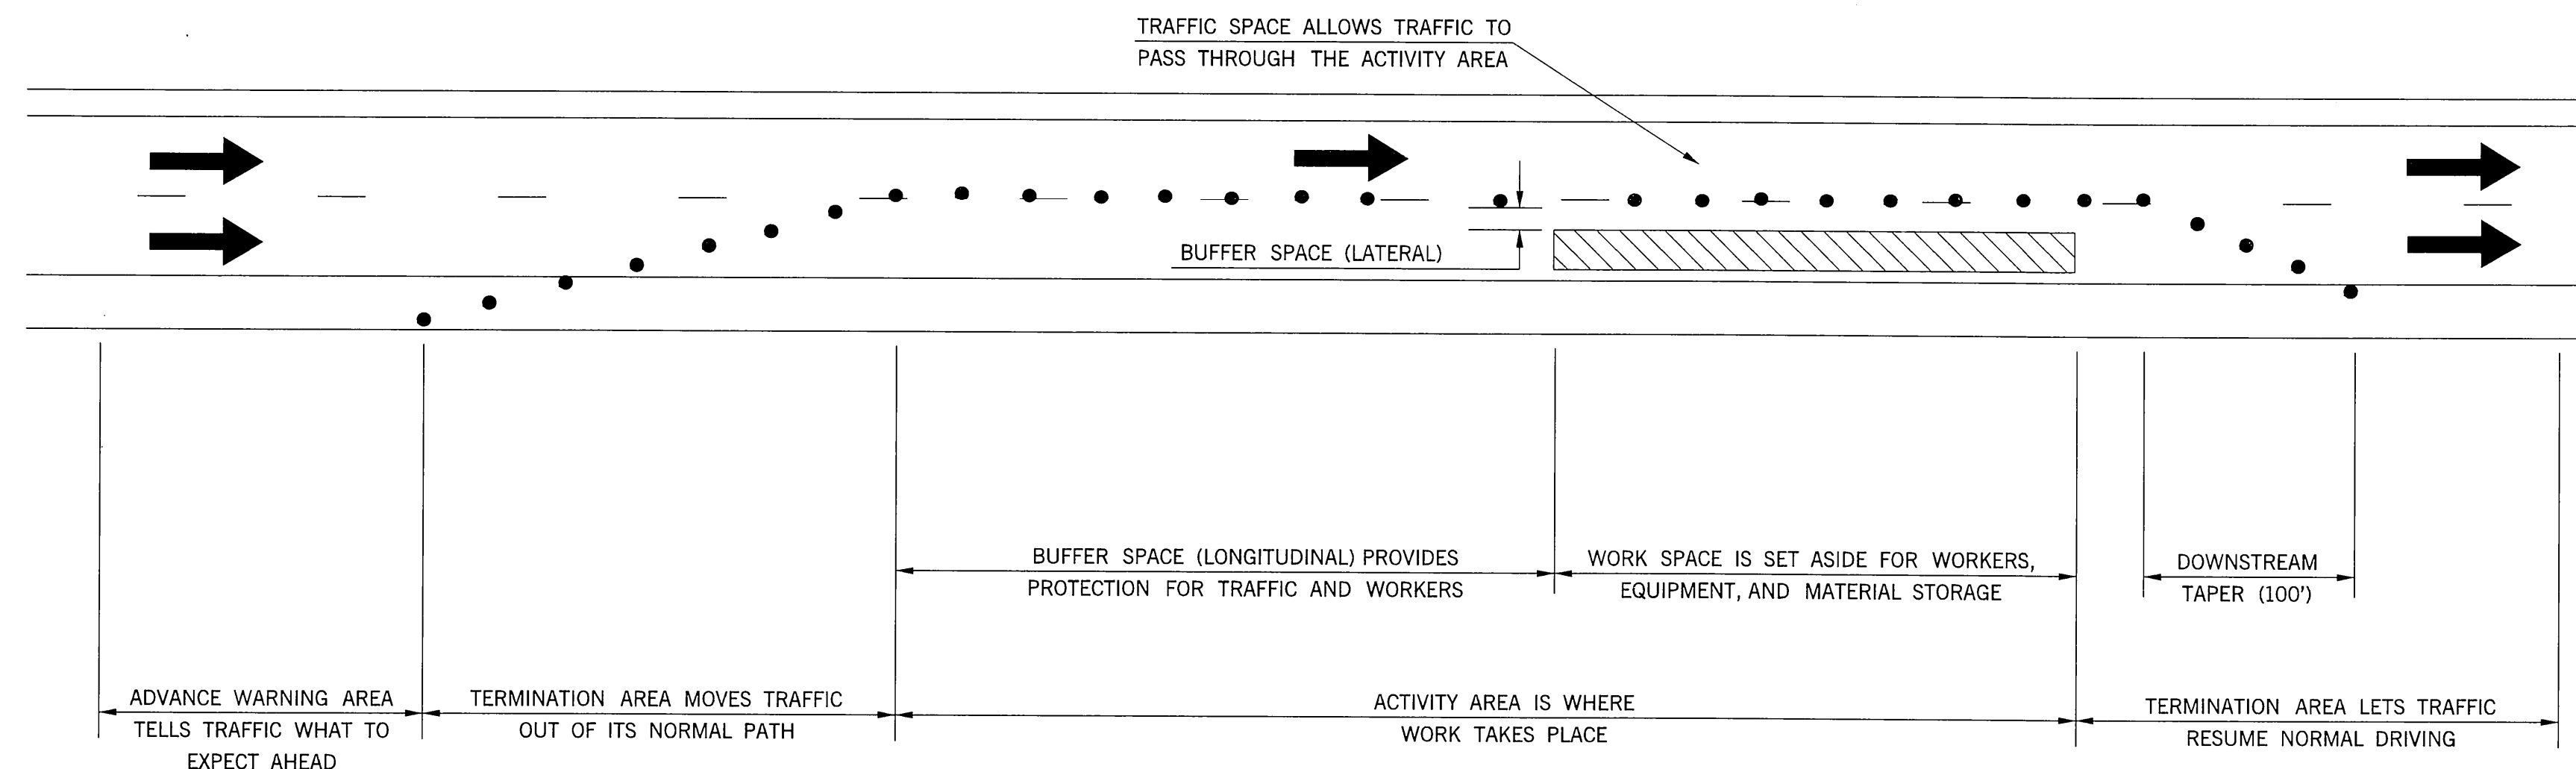 TRAFFIC SPACE ALLOWS TRAFFIC TO
PASS THROUGH THE ACTIVITY AREA
BUFFER SPACE (LATERAL)
BUFFER SPACE (LONGITUDINAL) PROVIDES
PROTECTION FOR TRAFFIC AND WORKERS
WORK SPACE IS SET ASIDE FOR WORKERS,
EQUIPMENT, AND MATERIAL STORAGE
DOWNSTREAM
TAPER (100')
ADVANCE WARNING AREA
TELLS TRAFFIC WHAT TO
EXPECT AHEAD
TERMINATION AREA MOVES TRAFFIC
OUT OF ITS NORMAL PATH
ACTIVITY AREA IS WHERE
WORK TAKES PLACE
TERMINATION AREA LETS TRAFFIC
RESUME NORMAL DRIVING